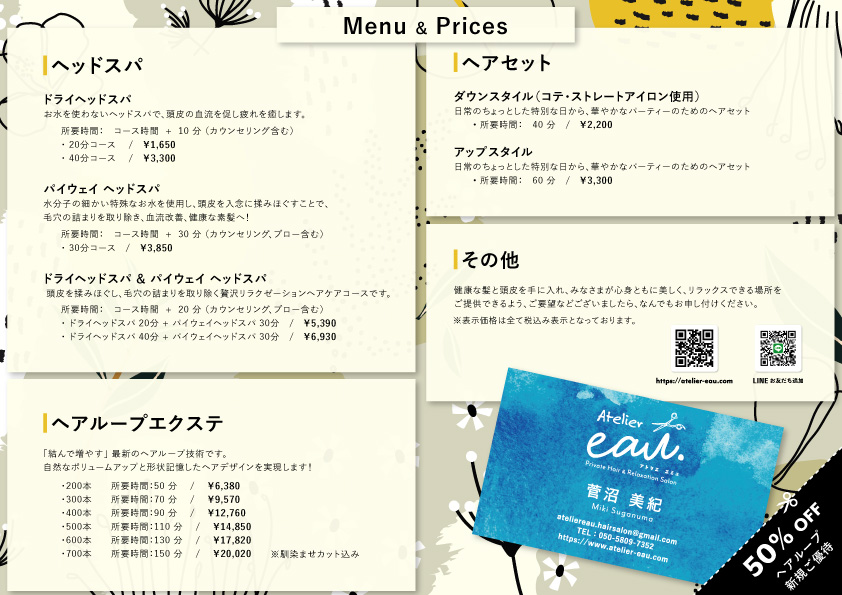 Menu & Prices
ヘッドスパ
ドライヘッドスパ
お水を使わないヘッドスパで、頭皮の血流を促し疲れを癒します。
所要時間： コース時間 + 10 分（カウンセリング含む）
・20分コース / ¥1,650
・40分コース / ¥3,300
パイウェイ ヘッドスパ
水分子の細かい特殊なお水を使用し、頭皮を入念に揉みほぐすことで、
毛穴の詰まりを取り除き、血流改善、健康な素髪へ！
所要時間： コース時間 + 30 分（カウンセリング、ブロー含む）
・30分コース / ¥3,850
ドライヘッドスパ & パイウェイ ヘッドスパ
頭皮を揉みほぐし、毛穴の詰まりを取り除く贅沢リラクゼーションヘアケアコースです。
所要時間： コース時間 + 20 分（カウンセリング、ブロー含む）
・ドライヘッドスパ 20分 + パイウェイヘッドスパ 30分 / ¥5,390
・ドライヘッドスパ 40分 + パイウェイヘッドスパ 30分 / ¥6,930
ヘアループエクステ
「結んで増やす」 最新のヘアループ技術です。
自然なボリュームアップと形状記憶したヘアデザインを実現します！
・200本 所要時間：50 分 / ¥6,380
・300本 所要時間：70 分 / ¥9,570
・400本 所要時間：90 分 / ¥12,760
・500本 所要時間：110 分 / ¥14,850
・600本 所要時間：130 分 / ¥17,820
・700本 所要時間：150 分 / ¥20,020 ※馴染ませカット込み
ヘアセット
ダウンスタイル（コテ・ストレートアイロン使用）
日常のちょっとした特別な日から、華やかなパーティーのためのヘアセット
・所要時間： 40 分 / ¥2,200
アップスタイル
日常のちょっとした特別な日から、華やかなパーティーのためのヘアセット
・所要時間： 60 分 / ¥3,300
その他
健康な髪と頭皮を手に入れ、みなさまが心身ともに美しく、リラックスできる場所を
ご提供できるよう、ご要望などございましたら、なんでもお申し付けください。
※表示価格は全て税込み表示となっております。
https://atelier-eau.com
LINE お友だち追加
Atelier
eau.
アトリエ エミュ
Private Hair & Relaxation Salon
菅沼 美紀
Miki Suganuma
ateliereau.hairsalon@gmail.com
TEL : 050-5809-7352
https://www.atelier-eau.com
50% OFF
ヘアループ
新規ご優待